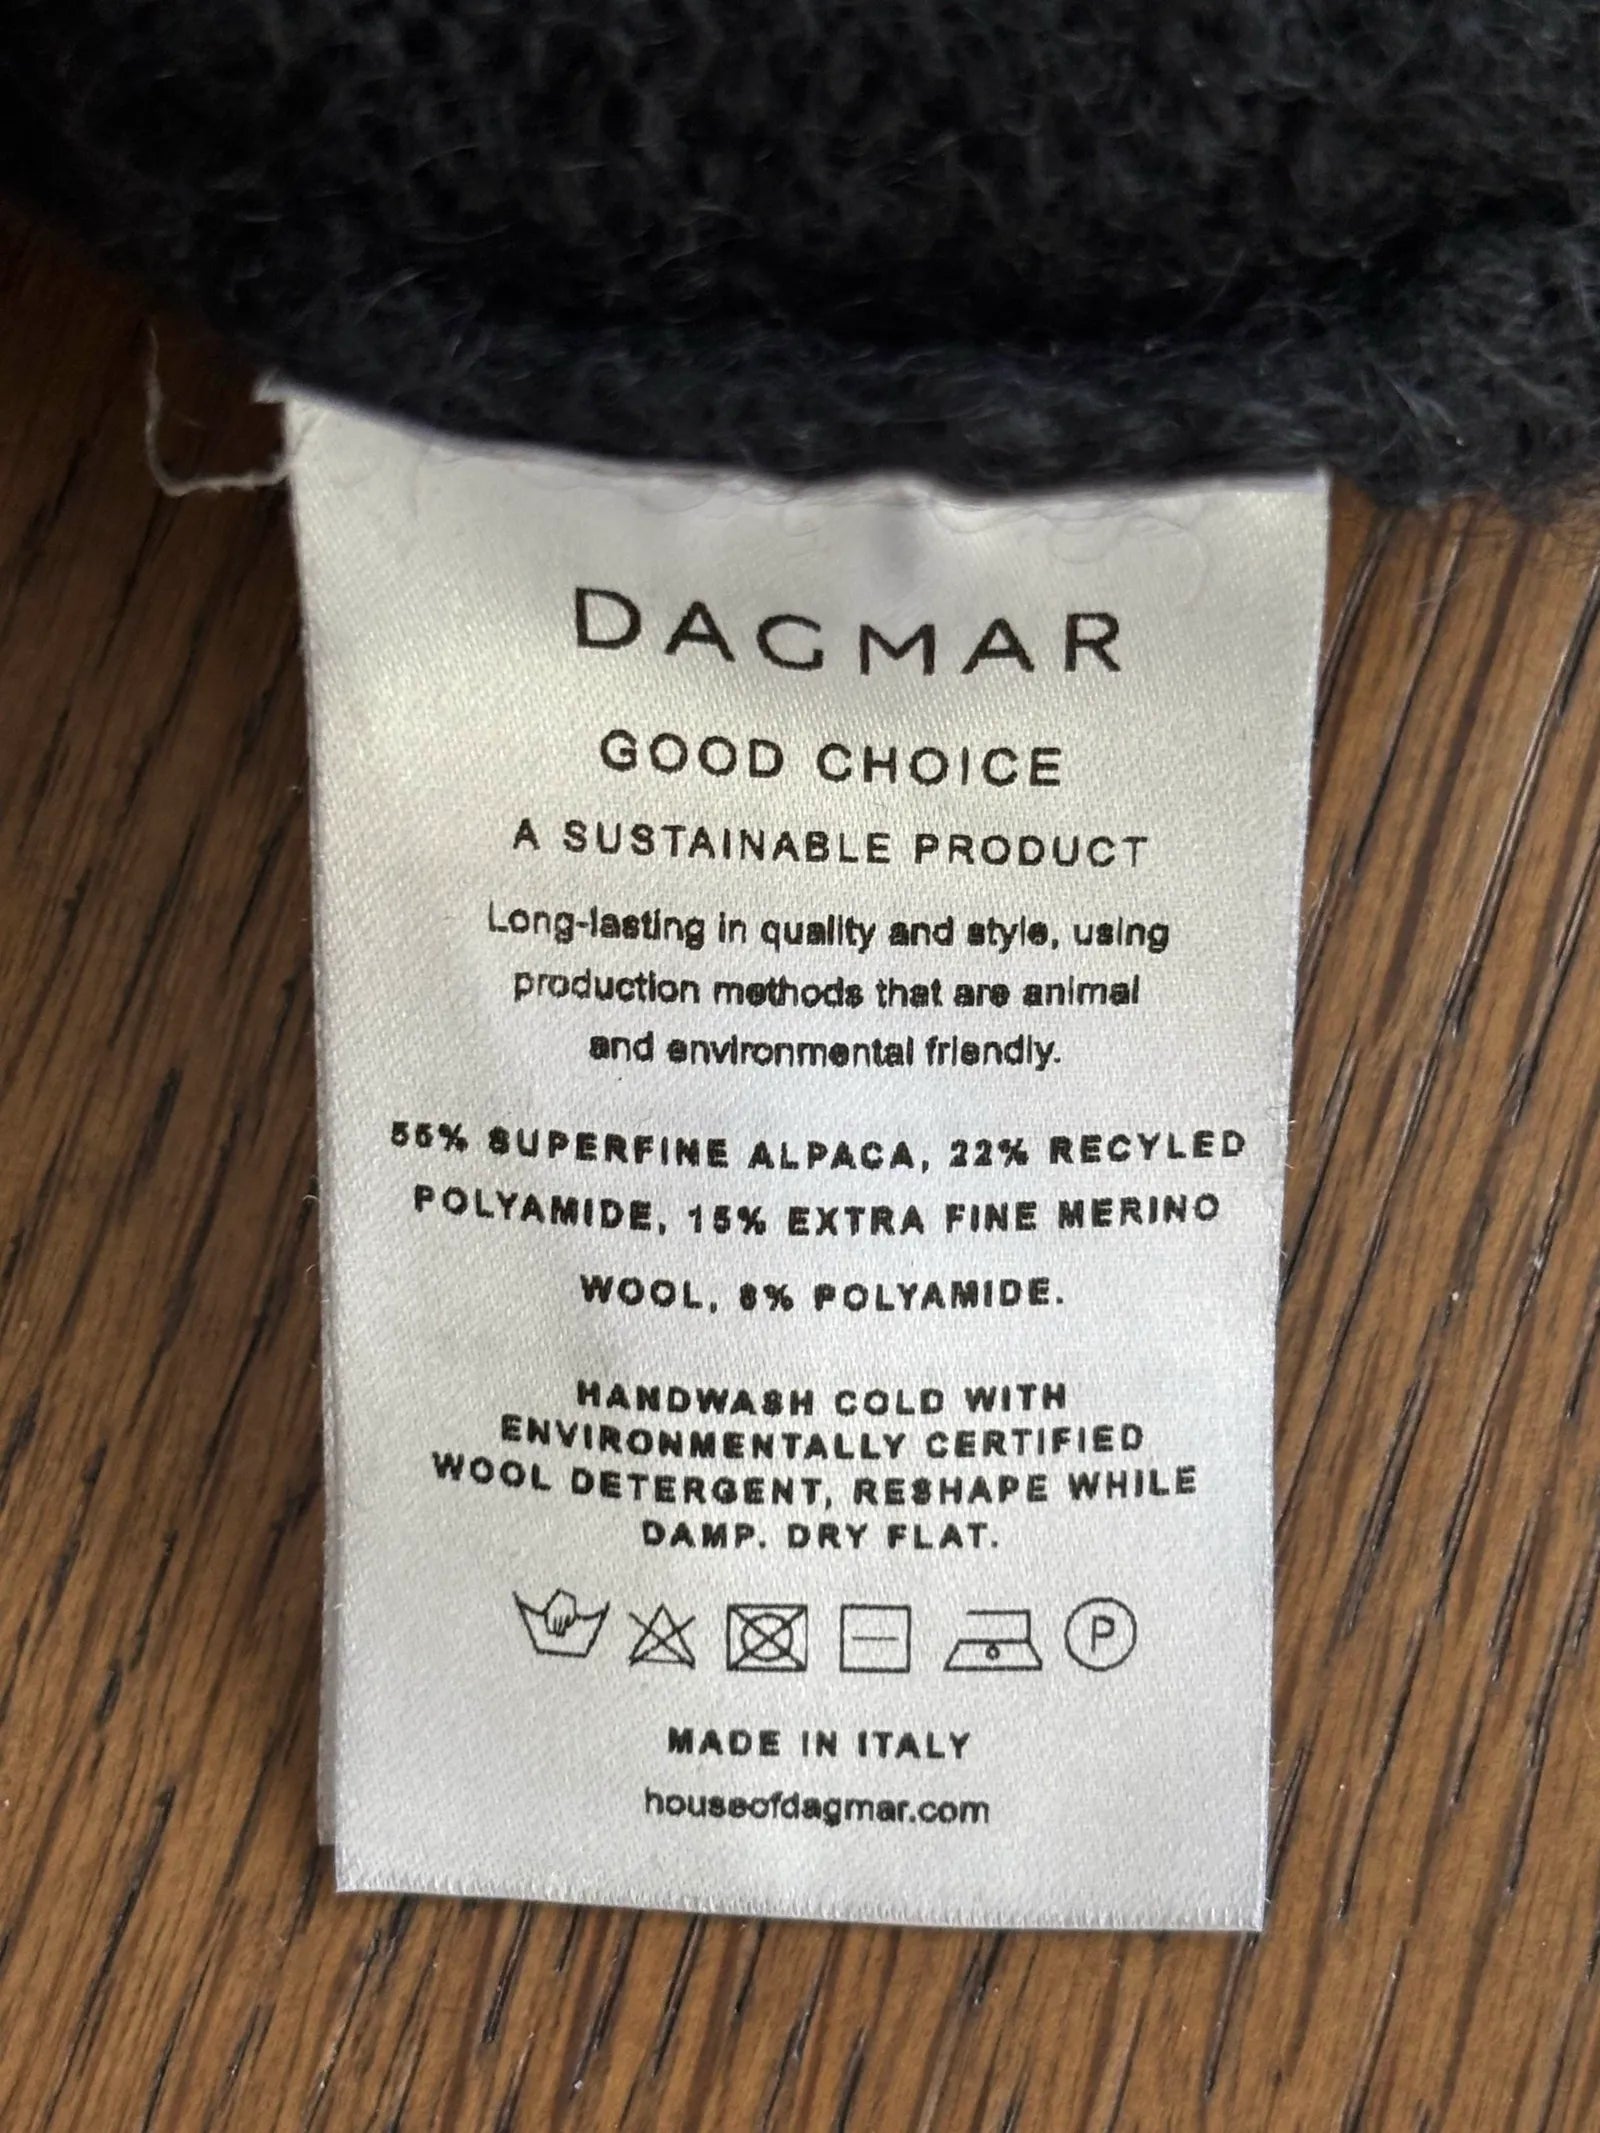 DAGMAR
GOOD CHOICE
A SUSTAINABLE PRODUCT
Long-lasting in quality and style, using
production methods that are animal
and environmental friendly.
55% SUPERFINE ALPACA, 22% RECYLED
POLYAMIDE, 15% EXTRA FINE MERINO
WOOL, 8% POLYAMIDE.
HANDWASH COLD WITH
ENVIRONMENTALLY CERTIFIED
WOOL DETERGENT, RESHAPE WHILE
DAMP. DRY FLAT.
P
MADE IN ITALY
houseofdagmar.com